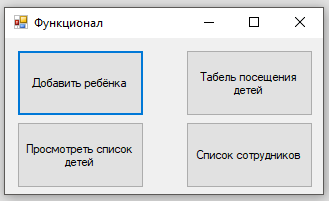 Функционал
Добавить ребёнка
Табель посещения
детей
Просмотреть список
детей
Список сотрудников